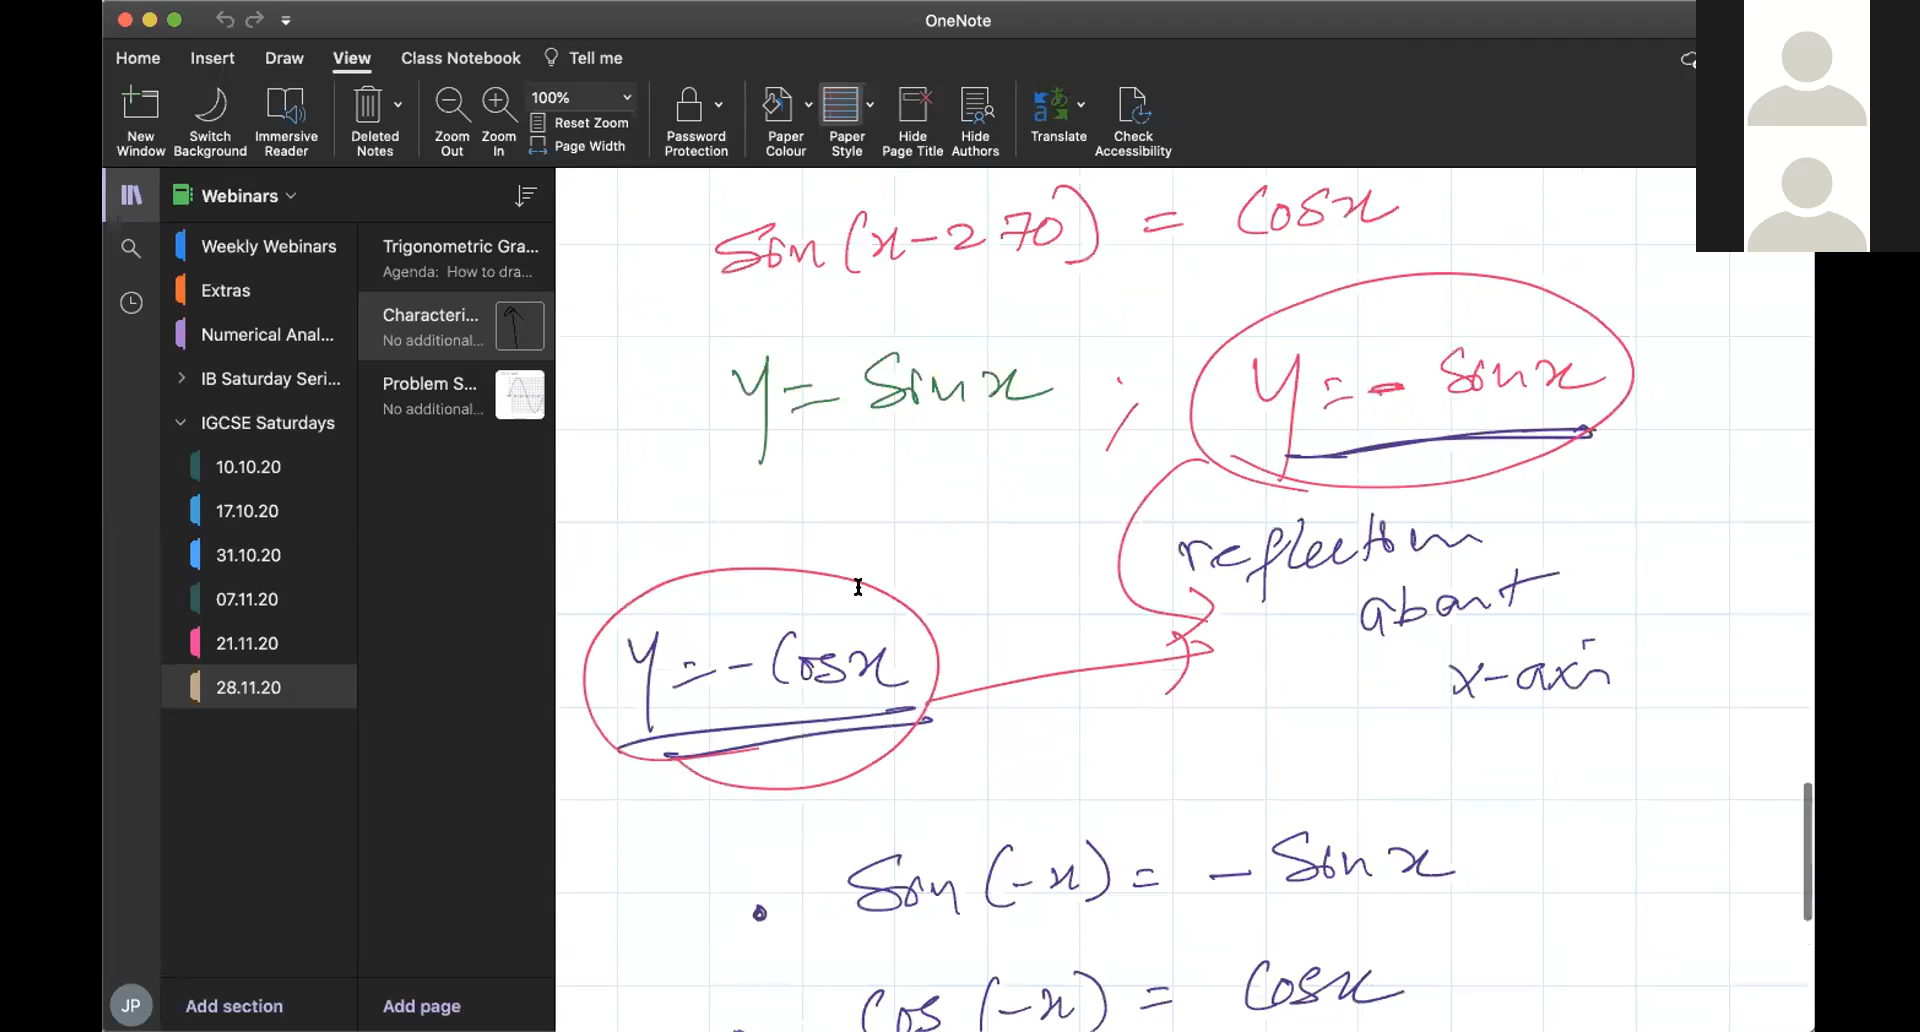 OneNote
Home Insert Draw View Class Notebook Tell me
New Window
Switch Background
Immersive Reader
Deleted Notes
Zoom Out
Zoom In
100%
Reset Zoom
Page Width
Password Protection
Paper Colour
Paper Style
Hide Page Title
Hide Authors
Translate
Check Accessibility
Webinars
Weekly Webinars
Extras
Numerical Anal...
IB Saturday Seri...
IGCSE Saturdays
10.10.20
17.10.20
31.10.20
07.11.20
21.11.20
28.11.20
JP
Add section
Trigonometric Gra...
Agenda: How to dra...
Characteri...
No additional...
Problem S...
No additional...
Add page
Sin(x-270) = Cosx
y = Sinx ; y = - Sinx
reflection
about
x-axis
y = - Cosx
• Sin(-x) = - Sinx
Cos(-x) = Cosx